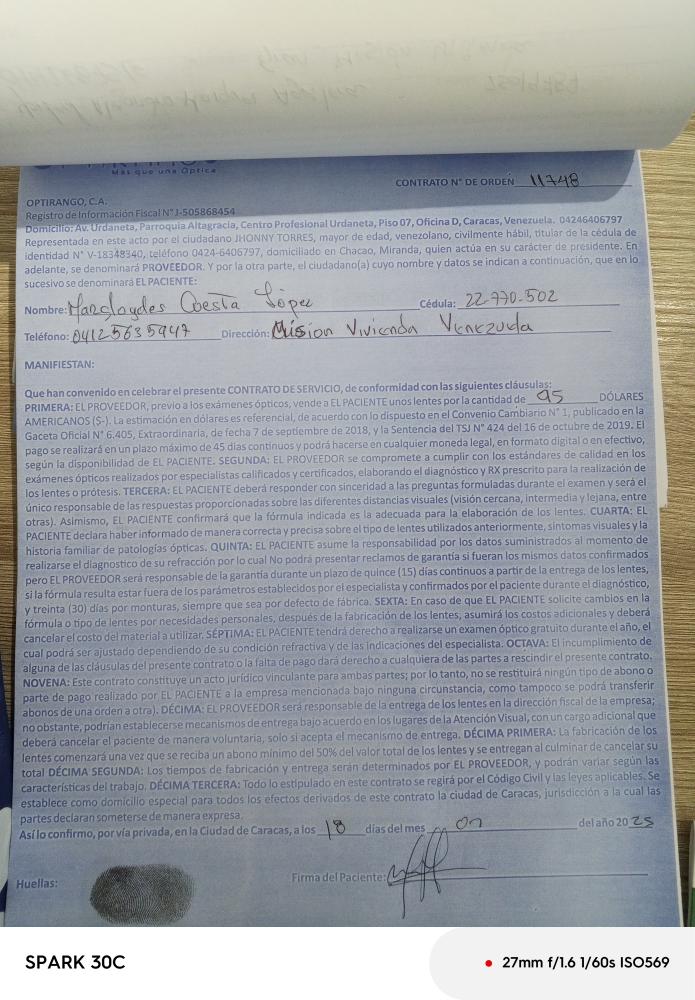 Más que una Óptica
CONTRATO N° DE ORDEN 11748
OPTIRANGO, C.A.
Registro de Información Fiscal N° J-505868454
Domicilio: Av. Urdaneta, Parroquia Altagracia, Centro Profesional Urdaneta, Piso 07, Oficina D, Caracas, Venezuela. 04246406797
Representada en este acto por el ciudadano JHONNY TORRES, mayor de edad, venezolano, civilmente hábil, titular de la cédula de
identidad N° V-18348340, teléfono 0424-6406797, domiciliado en Chacao, Miranda, quien actúa en su carácter de presidente. En
adelante, se denominará PROVEEDOR. Y por la otra parte, el ciudadano(a) cuyo nombre y datos se indican a continuación, que en lo
sucesivo se denominará EL PACIENTE:
Nombre: López Cédula: 22-770-502
Teléfono: 04125635947 Dirección: Misión Vivienda Venezuela
MANIFIESTAN:
Que han convenido en celebrar el presente CONTRATO DE SERVICIO, de conformidad con las siguientes cláusulas:
PRIMERA: EL PROVEEDOR, previo a los exámenes ópticos, vende a EL PACIENTE unos lentes por la cantidad de 95 DÓLARES
AMERICANOS (S-). La estimación en dólares es referencial, de acuerdo con lo dispuesto en el Convenio Cambiario N° 1, publicado en la
Gaceta Oficial N° 6.405, Extraordinaria, de fecha 7 de septiembre de 2018, y la Sentencia del TSJ N° 424 del 16 de octubre de 2019. El
pago se realizará en un plazo máximo de 45 días continuos y podrá hacerse en cualquier moneda legal, en formato digital o en efectivo,
según la disponibilidad de EL PACIENTE. SEGUNDA: EL PROVEEDOR se compromete a cumplir con los estándares de calidad en los
exámenes ópticos realizados por especialistas calificados y certificados, elaborando el diagnóstico y RX prescrito para la realización de
los lentes o prótesis. TERCERA: EL PACIENTE deberá responder con sinceridad a las preguntas formuladas durante el examen y será el
único responsable de las respuestas proporcionadas sobre las diferentes distancias visuales (visión cercana, intermedia y lejana, entre
otras). Asimismo, EL PACIENTE confirmará que la fórmula indicada es la adecuada para la elaboración de los lentes. CUARTA: EL
PACIENTE declara haber informado de manera correcta y precisa sobre el tipo de lentes utilizados anteriormente, síntomas visuales y la
historia familiar de patologías ópticas. QUINTA: EL PACIENTE asume la responsabilidad por los datos suministrados al momento de
realizarse el diagnostico de su refracción por lo cual No podrá presentar reclamos de garantía si fueran los mismos datos confirmados
pero EL PROVEEDOR será responsable de la garantía durante un plazo de quince (15) días continuos a partir de la entrega de los lentes,
si la fórmula resulta estar fuera de los parámetros establecidos por el especialista y confirmados por el paciente durante el diagnóstico,
y treinta (30) días por monturas, siempre que sea por defecto de fábrica. SEXTA: En caso de que EL PACIENTE solicite cambios en la
fórmula o tipo de lentes por necesidades personales, después de la fabricación de los lentes, asumirá los costos adicionales y deberá
cancelar el costo del material a utilizar. SÉPTIMA: EL PACIENTE tendrá derecho a realizarse un examen óptico gratuito durante el año, el
cual podrá ser ajustado dependiendo de su condición refractiva y de las indicaciones del especialista. OCTAVA: El incumplimiento de
alguna de las cláusulas del presente contrato o la falta de pago dará derecho a cualquiera de las partes a rescindir el presente contrato.
NOVENA: Este contrato constituye un acto jurídico vinculante para ambas partes; por lo tanto, no se restituirá ningún tipo de abono o
parte de pago realizado por EL PACIENTE a la empresa mencionada bajo ninguna circunstancia, como tampoco se podrá transferir
abonos de una orden a otra). DÉCIMA: EL PROVEEDOR será responsable de la entrega de los lentes en la dirección fiscal de la empresa;
no obstante, podrían establecerse mecanismos de entrega bajo acuerdo en los lugares de la Atención Visual, con un cargo adicional que
deberá cancelar el paciente de manera voluntaria, solo si acepta el mecanismo de entrega. DÉCIMA PRIMERA: La fabricación de los
lentes comenzará una vez que se reciba un abono mínimo del 50% del valor total de los lentes y se entregan al culminar de cancelar su
total DÉCIMA SEGUNDA: Los tiempos de fabricación y entrega serán determinados por EL PROVEEDOR, y podrán variar según las
características del trabajo. DÉCIMA TERCERA: Todo lo estipulado en este contrato se regirá por el Código Civil y las leyes aplicables. Se
establece como domicilio especial para todos los efectos derivados de este contrato la ciudad de Caracas, jurisdicción a la cual las
partes declaran someterse de manera expresa.
Así lo confirmo, por vía privada, en la Ciudad de Caracas, a los 18 días del mes 07 del año 2025
Huellas: Firma del Paciente:
SPARK 30C 27mm f/1.6 1/60s ISO569